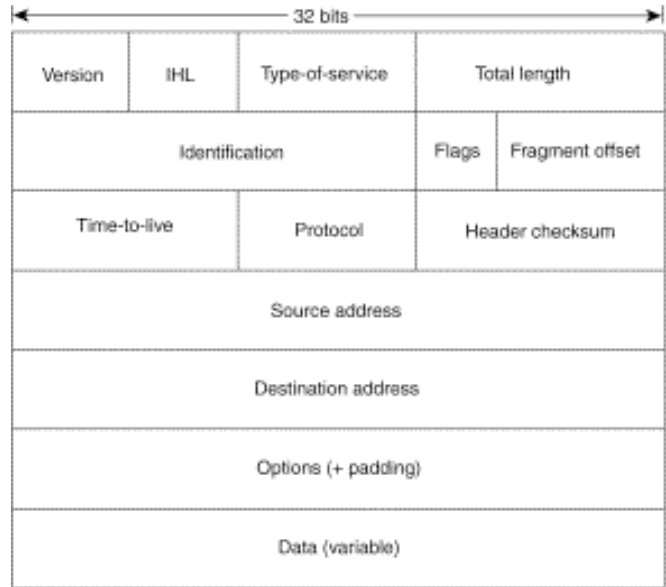 32 bits
Version IHL Type-of-service Total length
Identification Flags Fragment offset
Time-to-live Protocol Header checksum
Source address
Destination address
Options (+ padding)
Data (variable)